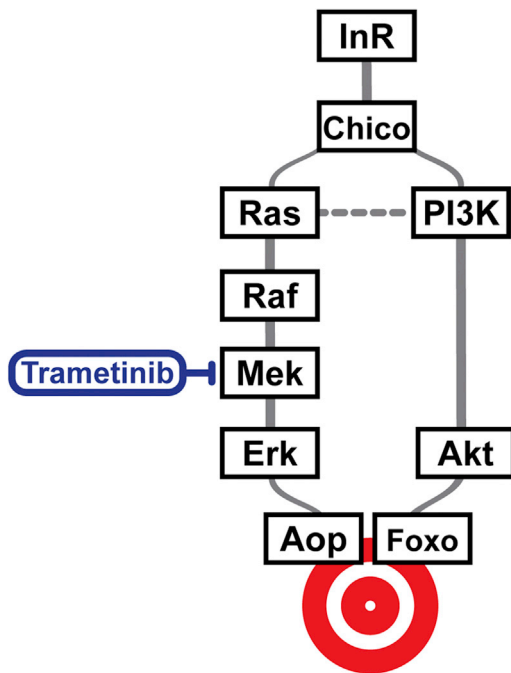 InR
Chico
Ras
PI3K
Raf
Trametinib
Mek
Erk
Akt
Aop
Foxo